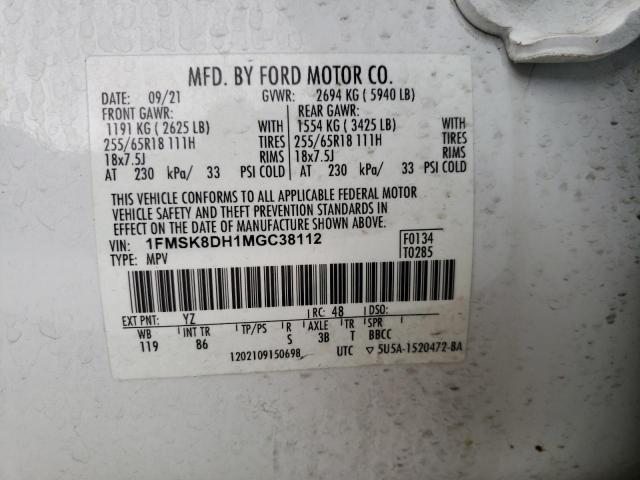 MFD. BY FORD MOTOR CO.
DATE: 09/21 GVWR: 2694 KG ( 5940 LB)
FRONT GAWR: REAR GAWR:
1191 KG ( 2625 LB) WITH 1554 KG ( 3425 LB) WITH
255/65R18 111H TIRES 255/65R18 111H TIRES
18x7.5J RIMS 18x7.5J RIMS
AT 230 kPa/ 33 PSI COLD AT 230 kPa/ 33 PSI COLD
THIS VEHICLE CONFORMS TO ALL APPLICABLE FEDERAL MOTOR
VEHICLE SAFETY AND THEFT PREVENTION STANDARDS IN
EFFECT ON THE DATE OF MANUFACTURE SHOWN ABOVE.
VIN: 1FMSK8DH1MGC38112 F0134
TYPE: MPV T0285
EXT PNT: YZ RC: 48 DSO:
WB INT TR TP/PS R AXLE TR SPR
119 86 S 3B T BBCC
1202109150698 UTC ▽ 5U5A-1520472-BA